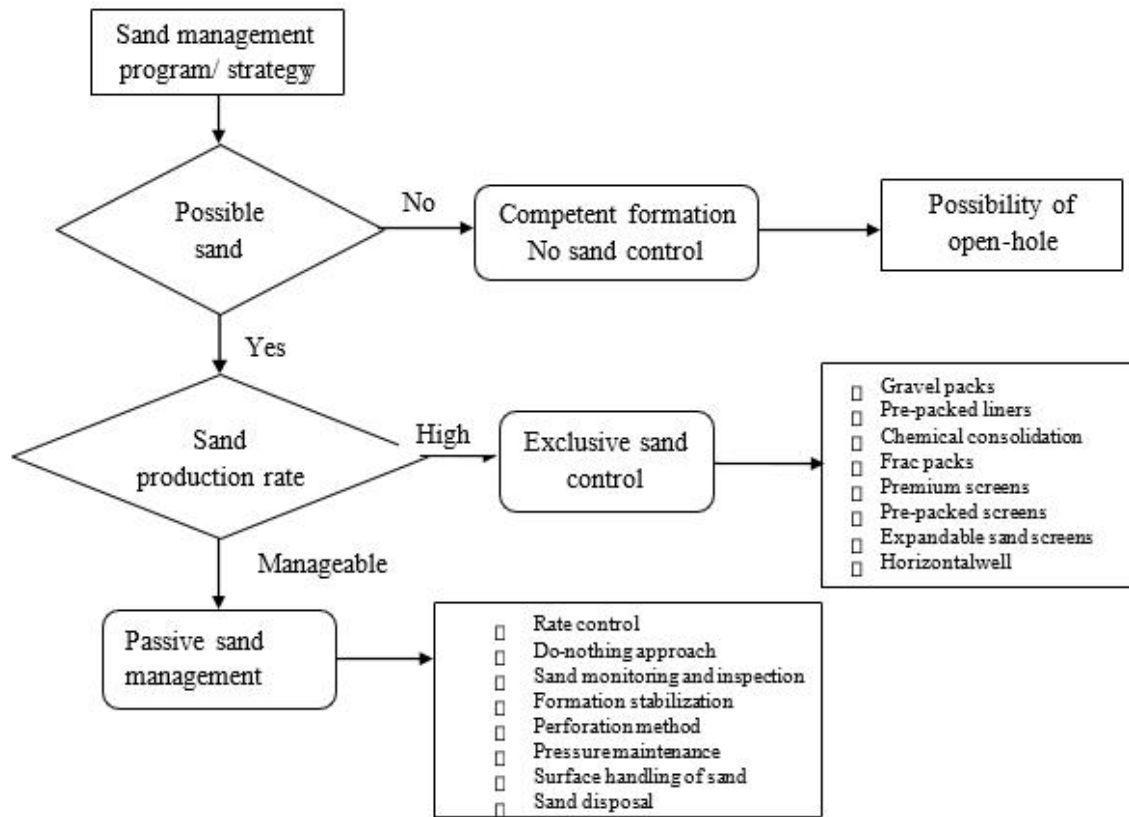 Sand management
program/ strategy
Possible
sand
No
Competent formation
No sand control
Possibility of
open-hole
Yes
Sand
production rate
High
Exclusive sand
control
Gravel packs
Pre-packed liners
Chemical consolidation
Frac packs
Premium screens
Pre-packed screens
Expandable sand screens
Horizontalwell
Manageable
Passive sand
management
Rate control
Do-nothing approach
Sand monitoring and inspection
Formation stabilization
Perforation method
Pressure maintenance
Surface handling of sand
Sand disposal